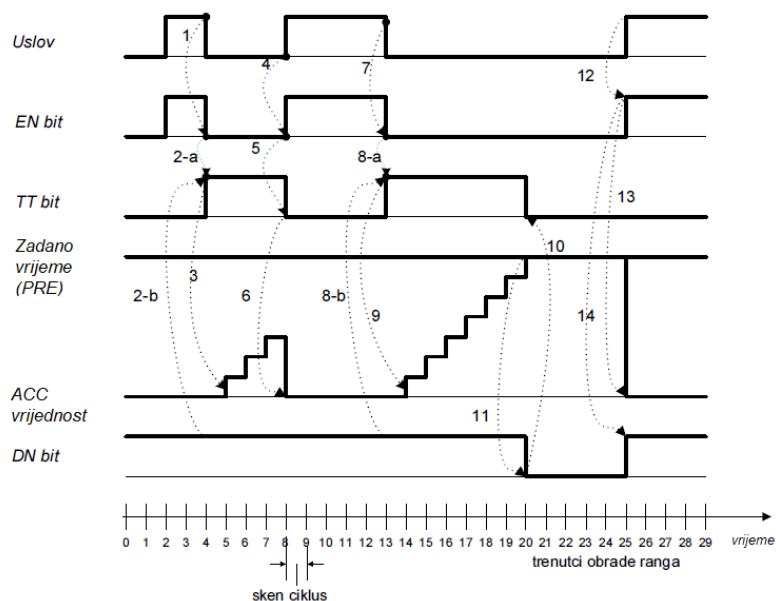 Uslov
1
4
7
12
EN bit
2-a
5
8-a
TT bit
13
Zadano
vrijeme
(PRE)
10
3
2-b
6
8-b
9
14
ACC
vrijednost
11
DN bit
0 1 2 3 4 5 6 7 8 9 10 11 12 13 14 15 16 17 18 19 20 21 22 23 24 25 26 27 28 29
vrijeme
trenutci obrade ranga
sken ciklus